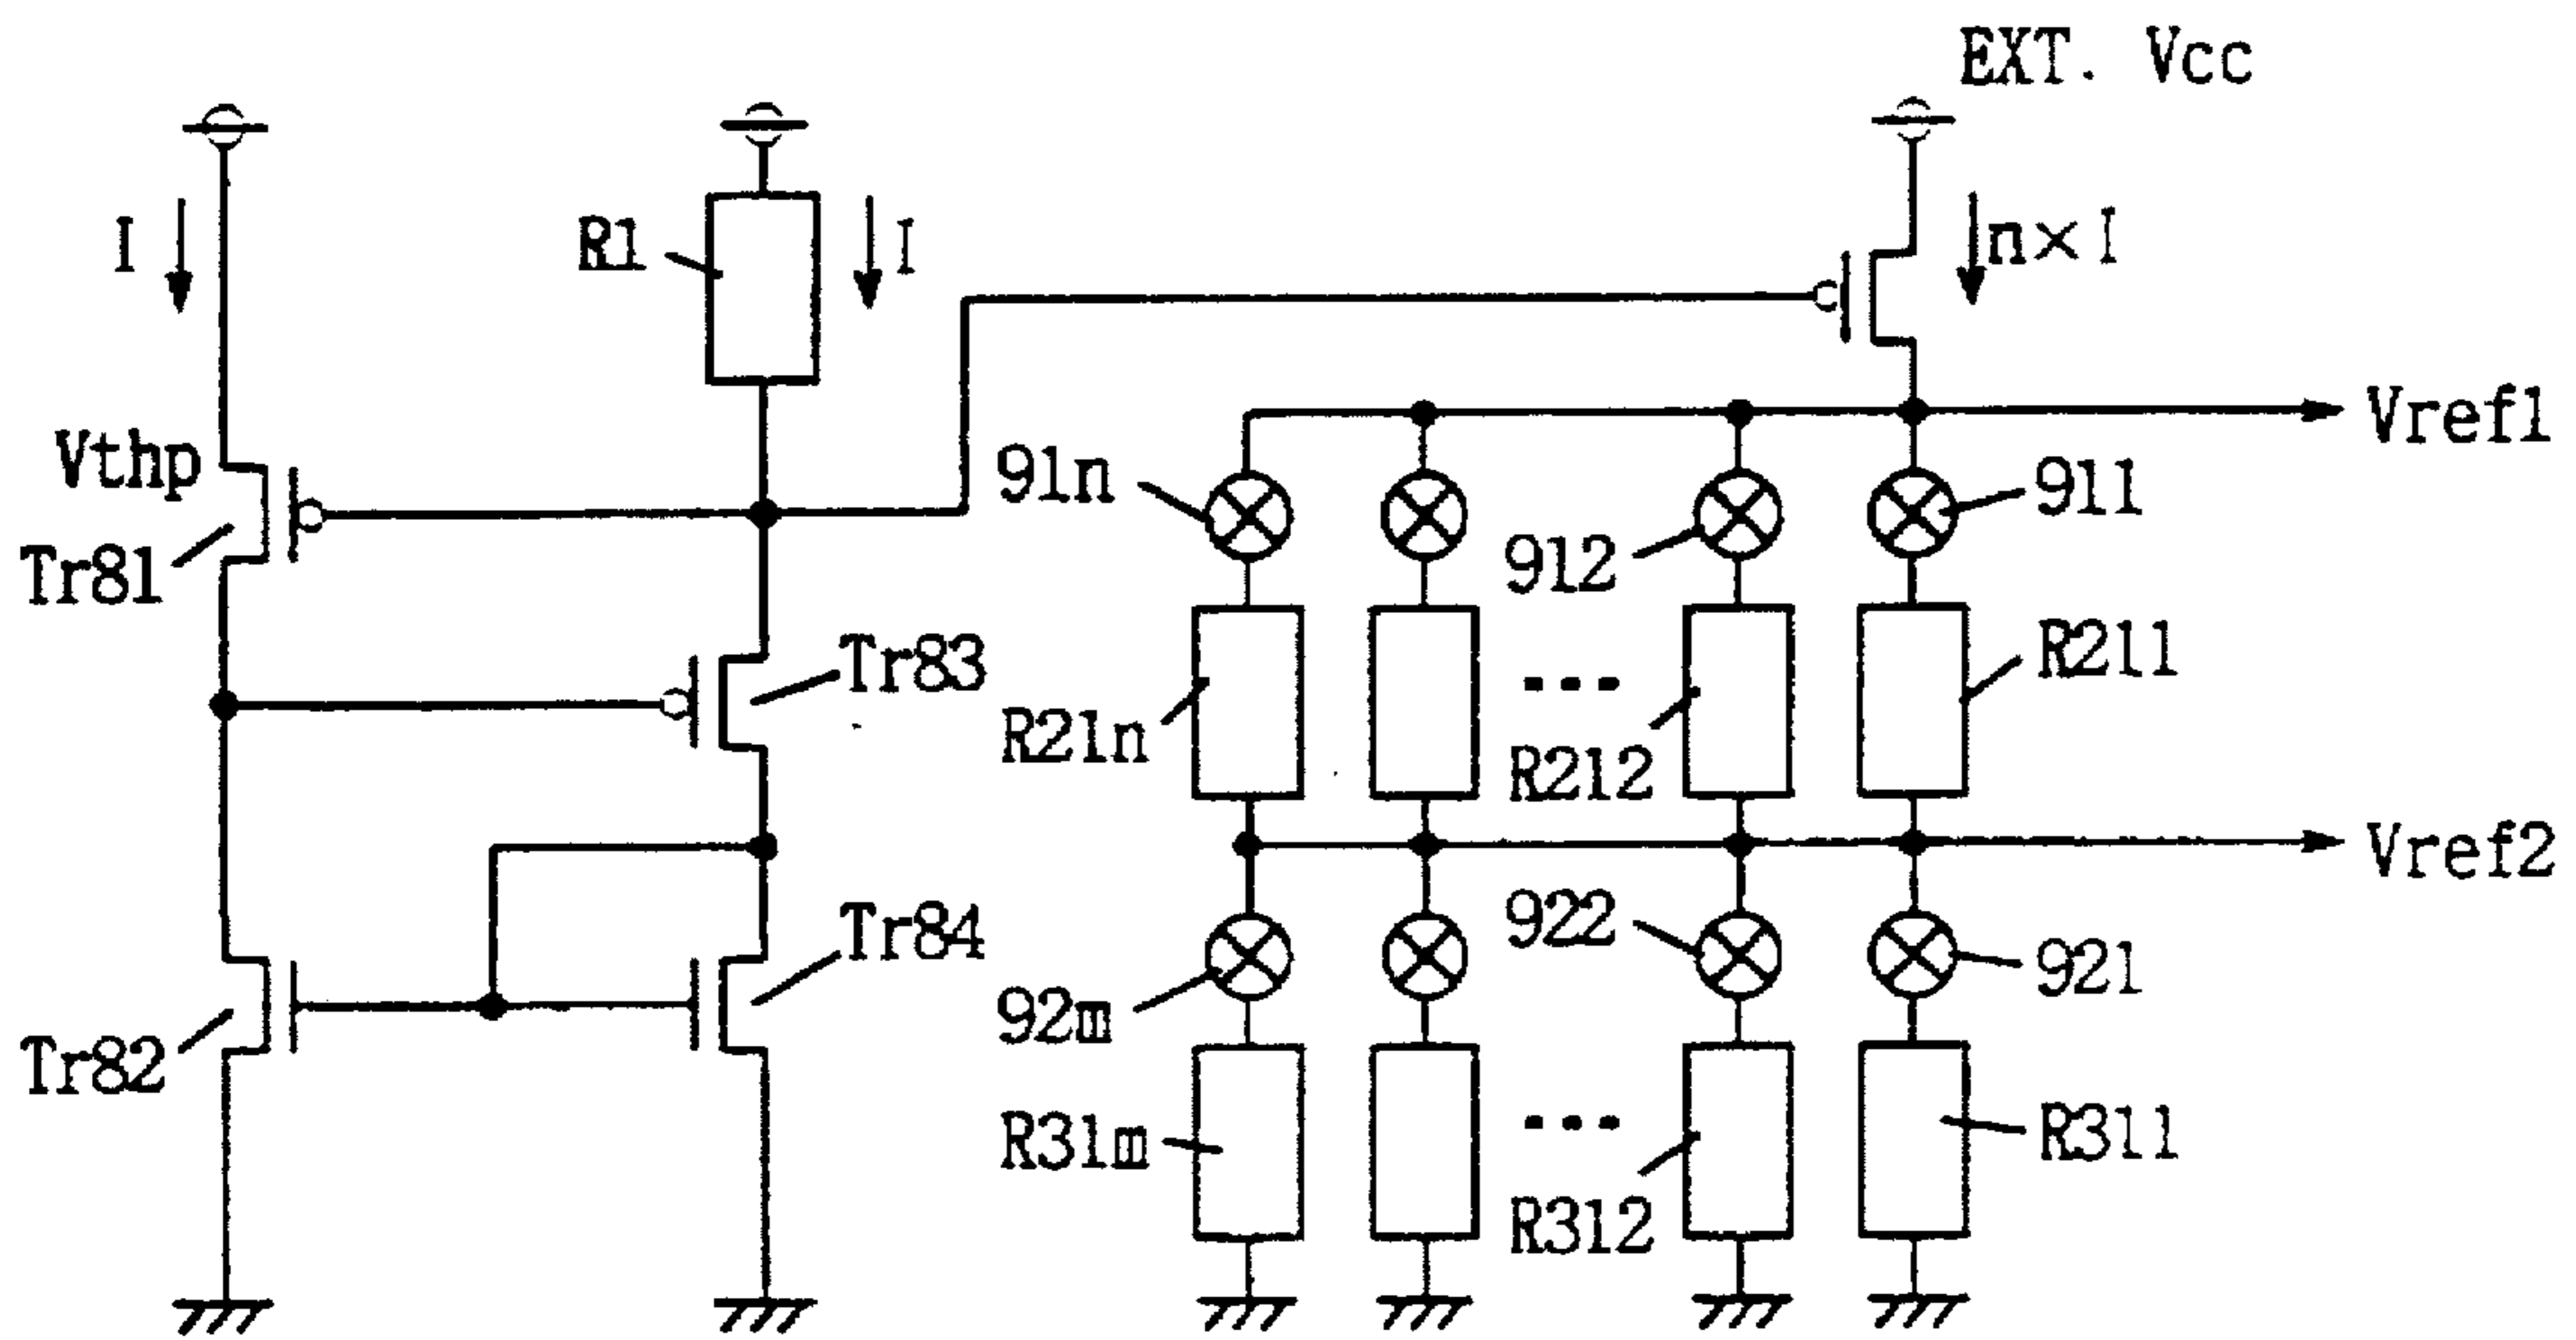 EXT. Vcc
I
R1
I
n×I
Vref1
Vthp
91n
911
Tr81
912
Tr83
R211
R21n
R212
Vref2
Tr84
922
921
92m
Tr82
R31m
R311
R312